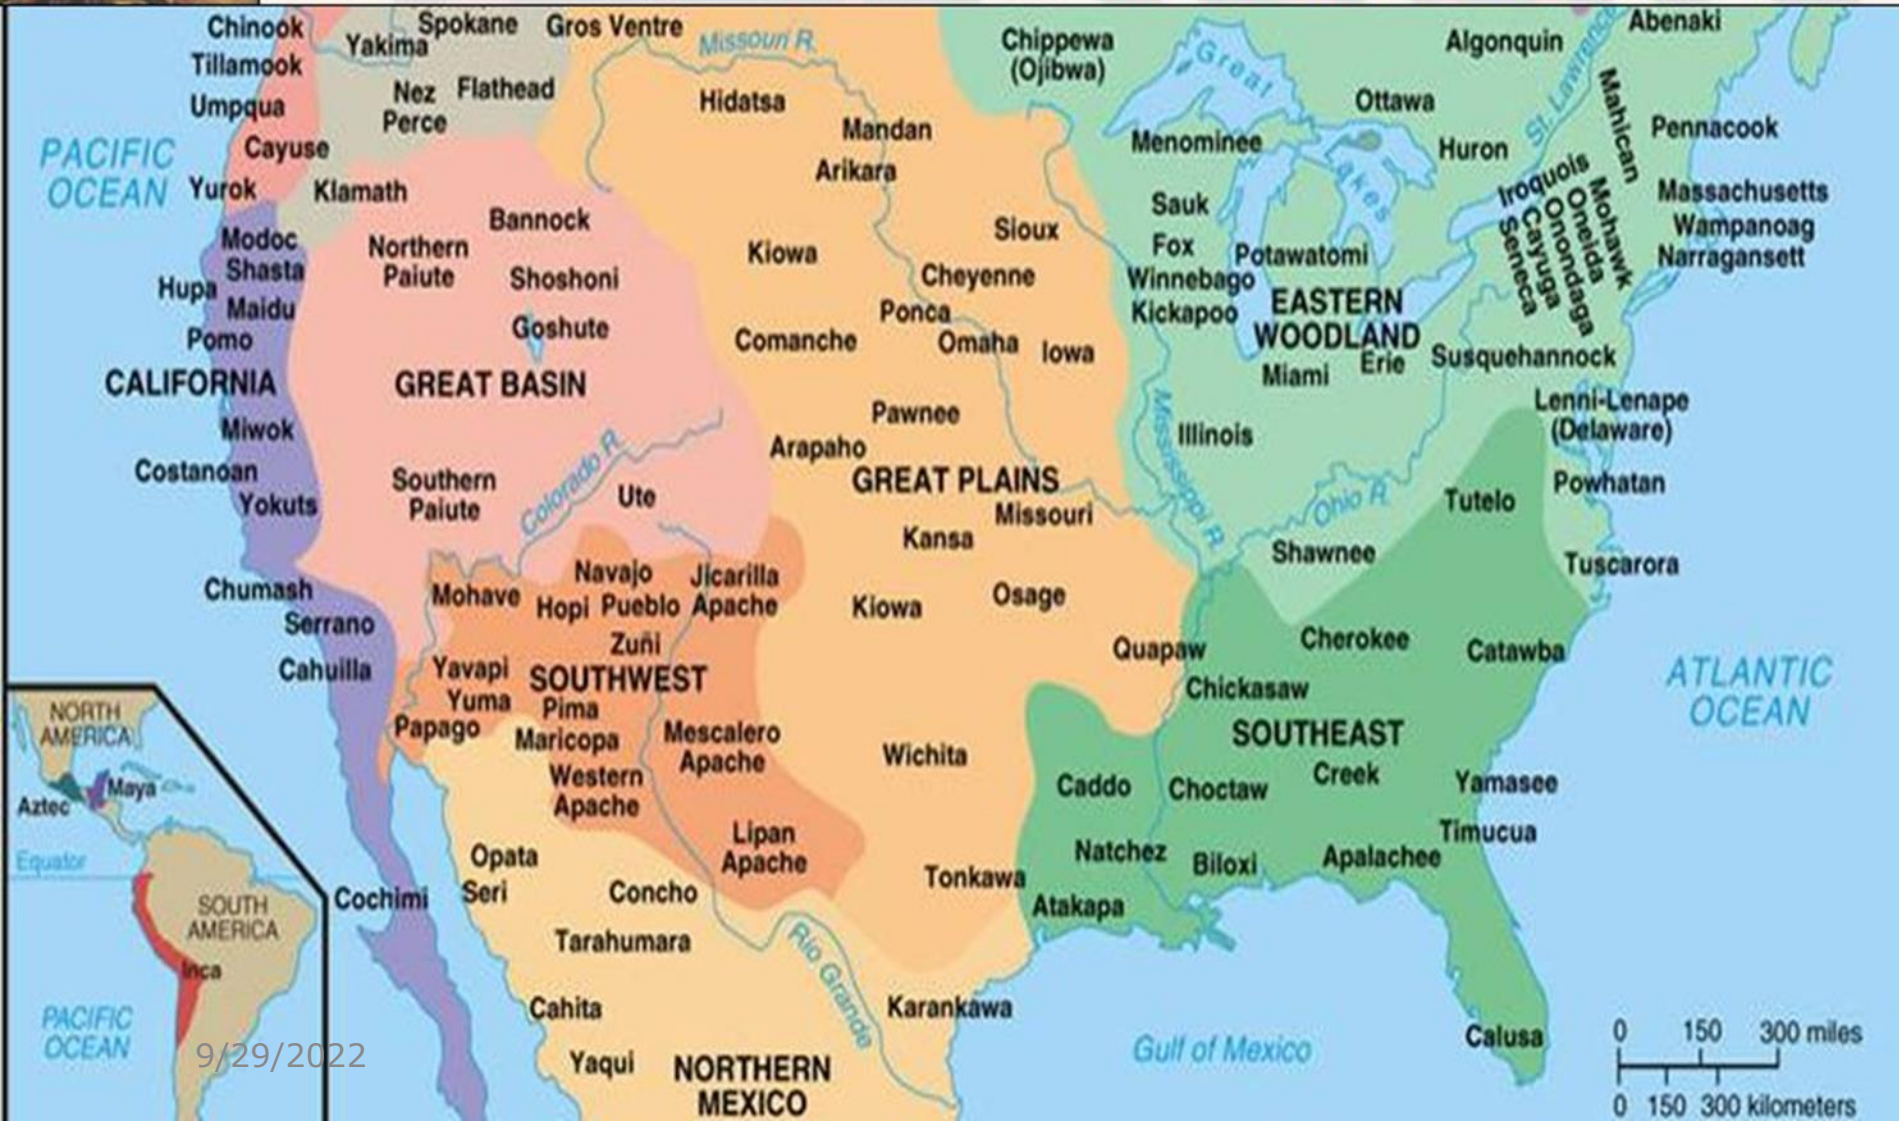 Chinook
Spokane
Gros Ventre
Missouri R.
Chippewa
(Ojibwa)
Great
Algonquin
St. Lawrence
Abenaki
Yakima
Tillamook
Nez
Perce
Flathead
Hidatsa
Ottawa
Mahican
Umpqua
Mandan
Menominee
Huron
Pennacook
Cayuse
PACIFIC
OCEAN
Arikara
Lakes
Iroquois
Mohawk
Oneida
Onondaga
Cayuga
Seneca
Yurok
Klamath
Bannock
Sauk
Massachusetts
Wampanoag
Narragansett
Modoc
Shasta
Northern
Paiute
Sioux
Fox
Potawatomi
Kiowa
Shoshoni
Cheyenne
Winnebago
Kickapoo
EASTERN
WOODLAND
Hupa
Maidu
Pomo
Goshute
Ponca
Comanche
Omaha
Iowa
Erie
Susquehannock
Miami
CALIFORNIA
GREAT BASIN
Lenni-Lenape
(Delaware)
Pawnee
Mississippi R.
Miwok
Illinois
Arapaho
Costanoan
Colorado R.
GREAT PLAINS
Southern
Paiute
Ute
Powhatan
Yokuts
Ohio R.
Tutelo
Missouri
Kansa
Shawnee
Tuscarora
Navajo
Jicarilla
Apache
Chumash
Mohave
Hopi
Pueblo
Kiowa
Osage
Serrano
Zuñi
Quapaw
Cherokee
Catawba
Cahuilla
Yavapi
SOUTHWEST
Chickasaw
ATLANTIC
OCEAN
Yuma
Pima
Papago
Maricopa
Mescalero
Apache
SOUTHEAST
NORTH
AMERICA
Wichita
Western
Apache
Caddo
Choctaw
Creek
Yamasee
Maya
Aztec
Lipan
Apache
Timucua
Opata
Natchez
Biloxi
Apalachee
Equator
Seri
Concho
Tonkawa
Cochimi
Atakapa
SOUTH
AMERICA
Tarahumara
Rio Grande
Inca
Cahita
Karankawa
PACIFIC
OCEAN
9/29/2022
Gulf of Mexico
Calusa
0 150 300 miles
Yaqui
NORTHERN
MEXICO
0 150 300 kilometers